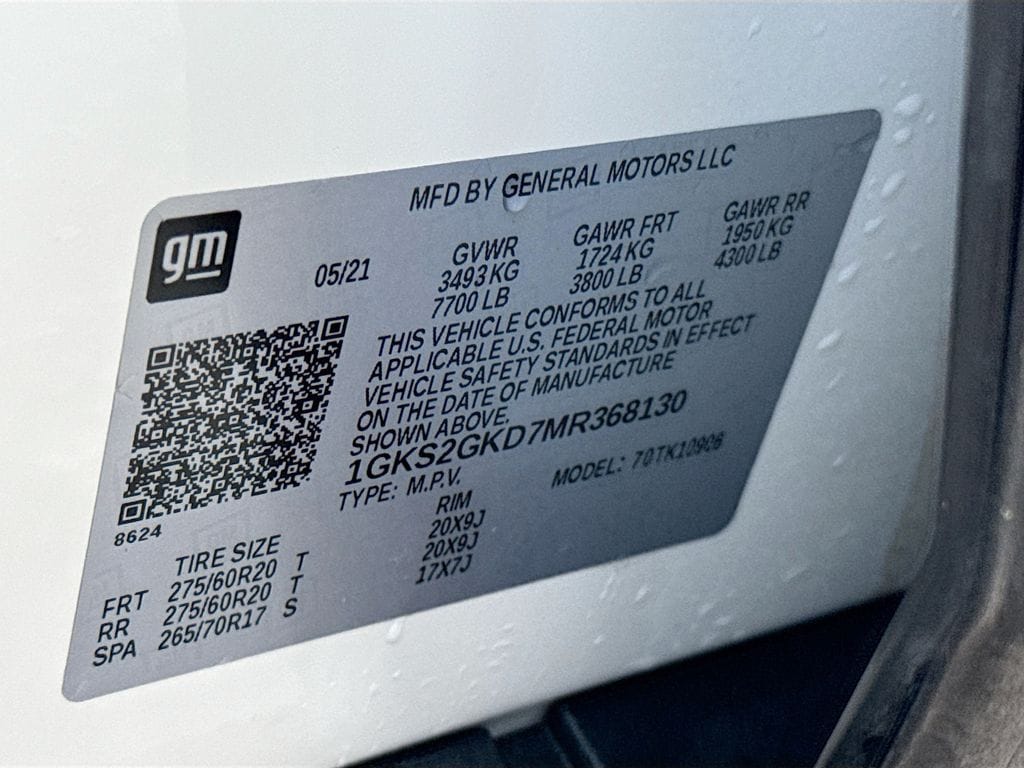 MFD BY GENERAL MOTORS LLC
gm
05/21
GVWR
3493 KG
7700 LB
GAWR FRT
1724 KG
3800 LB
GAWR RR
1950 KG
4300 LB
THIS VEHICLE CONFORMS TO ALL
APPLICABLE U.S. FEDERAL MOTOR
VEHICLE SAFETY STANDARDS IN EFFECT
ON THE DATE OF MANUFACTURE
SHOWN ABOVE.
1GKS2GKD7MR368130
TYPE: M.P.V.
MODEL: 70TK10906
8624
TIRE SIZE RIM
FRT 275/60R20 T 20X9J
RR 275/60R20 T 20X9J
SPA 265/70R17 S 17X7J